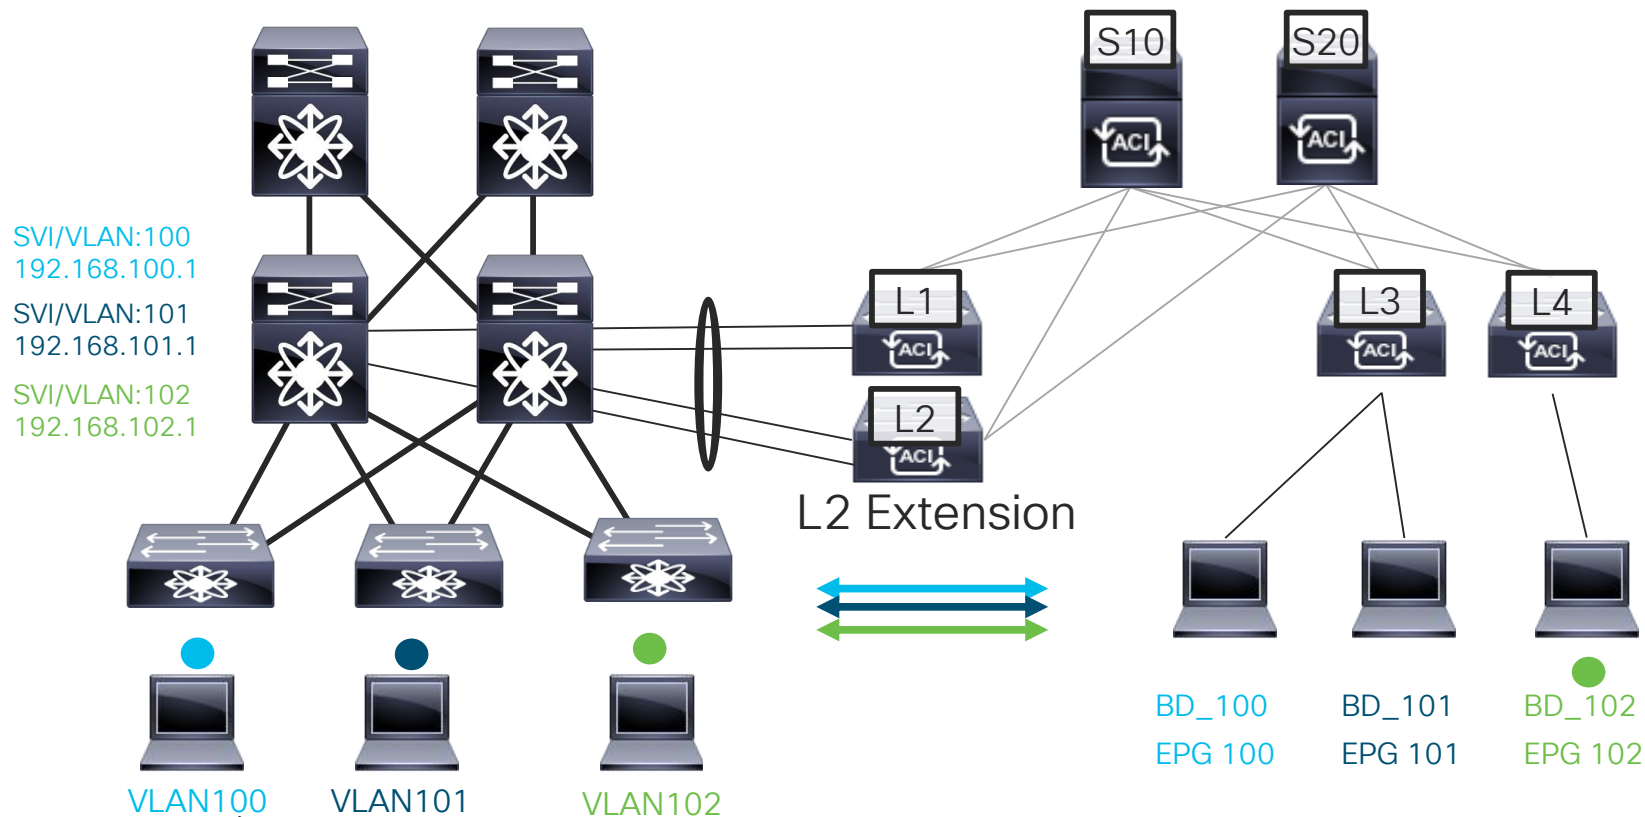 S10
S20
SVI/VLAN:100
192.168.100.1
SVI/VLAN:101
192.168.101.1
SVI/VLAN:102
192.168.102.1
ACI
ACI
L1
ACI
L2
ACI
L3
ACI
L4
ACI
L2 Extension
BD_100
EPG 100
BD_101
EPG 101
BD_102
EPG 102
VLAN100
VLAN101
VLAN102